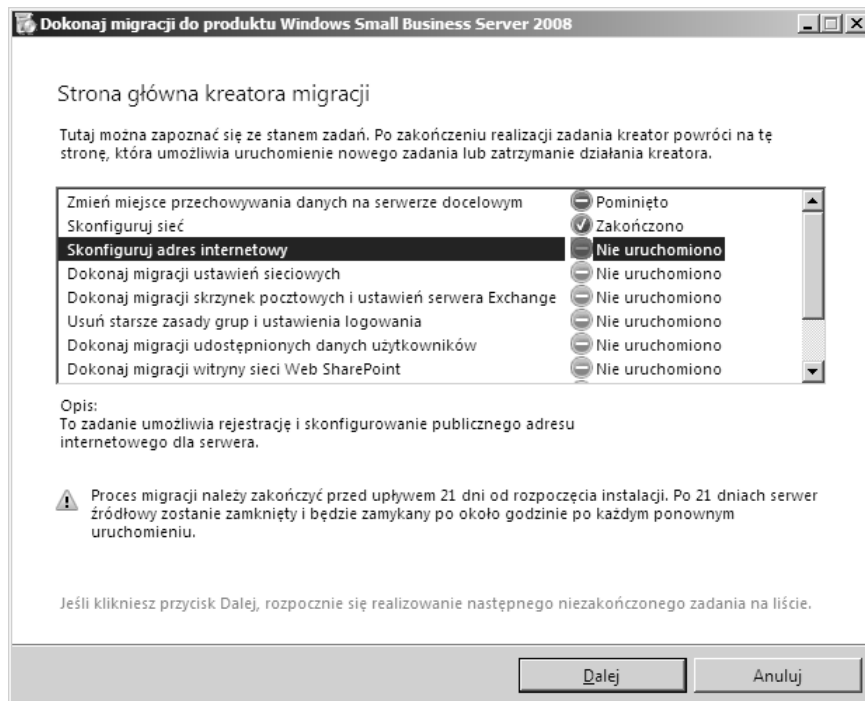 Dokonaj migracji do produktu Windows Small Business Server 2008
Strona główna kreatora migracji
Tutaj można zapoznać się ze stanem zadań. Po zakończeniu realizacji zadania kreator powróci na tę
stronę, która umożliwia uruchomienie nowego zadania lub zatrzymanie działania kreatora.
Zmień miejsce przechowywania danych na serwerze docelowym Pominięto
Skonfiguruj sieć Zakończono
Skonfiguruj adres internetowy Nie uruchomiono
Dokonaj migracji ustawień sieciowych Nie uruchomiono
Dokonaj migracji skrzynek pocztowych i ustawień serwera Exchange Nie uruchomiono
Usuń starsze zasady grup i ustawienia logowania Nie uruchomiono
Dokonaj migracji udostępnionych danych użytkowników Nie uruchomiono
Dokonaj migracji witryny sieci Web SharePoint Nie uruchomiono
Opis:
To zadanie umożliwia rejestrację i skonfigurowanie publicznego adresu
internetowego dla serwera.
Proces migracji należy zakończyć przed upływem 21 dni od rozpoczęcia instalacji. Po 21 dniach serwer
źródłowy zostanie zamknięty i będzie zamykany po około godzinie po każdym ponownym
uruchomieniu.
Jeśli klikniesz przycisk Dalej, rozpocznie się realizowanie następnego niezakończonego zadania na liście.
Dalej Anuluj